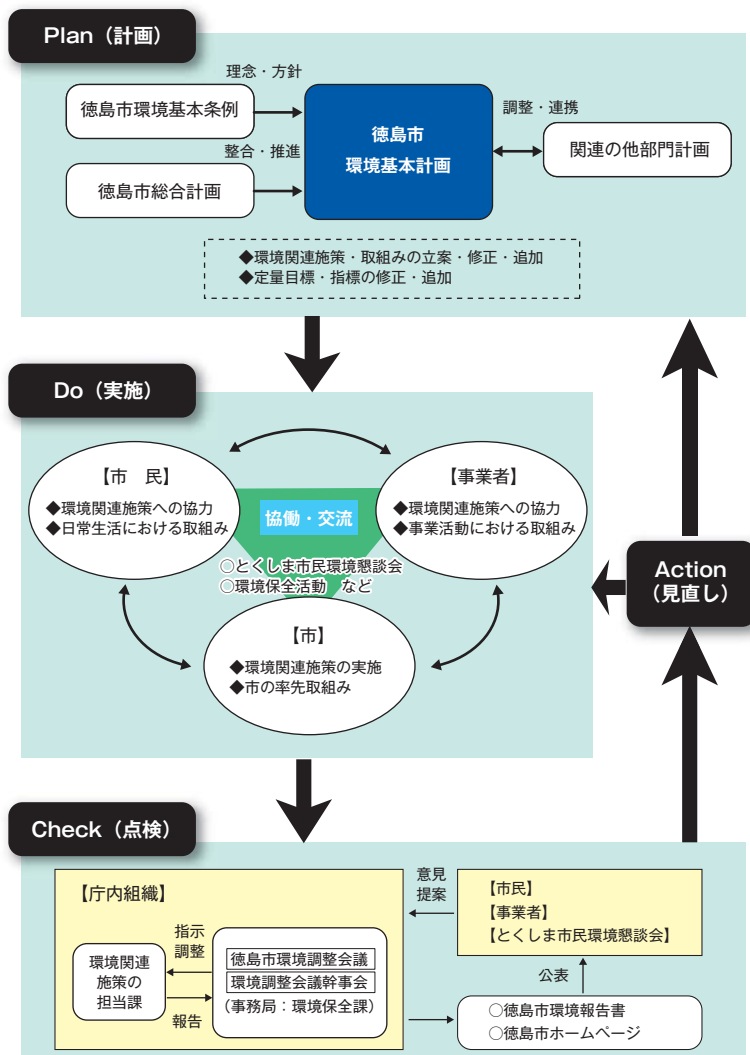 Plan（計画）
理念・方針
徳島市環境基本条例
整合・推進
徳島市総合計画
徳島市
環境基本計画
調整・連携
関連の他部門計画
◆環境関連施策・取組みの立案・修正・追加
◆定量目標・指標の修正・追加
Do（実施）
【市　民】
◆環境関連施策への協力
◆日常生活における取組み
【事業者】
◆環境関連施策への協力
◆事業活動における取組み
協働・交流
○とくしま市民環境懇談会
○環境保全活動　など
【市】
◆環境関連施策の実施
◆市の率先取組み
Action
（見直し）
Check（点検）
【庁内組織】
環境関連
施策の
担当課
指示
調整
報告
徳島市環境調整会議
環境調整会議幹事会
（事務局：環境保全課）
意見
提案
【市民】
【事業者】
【とくしま市民環境懇談会】
公表
○徳島市環境報告書
○徳島市ホームページ